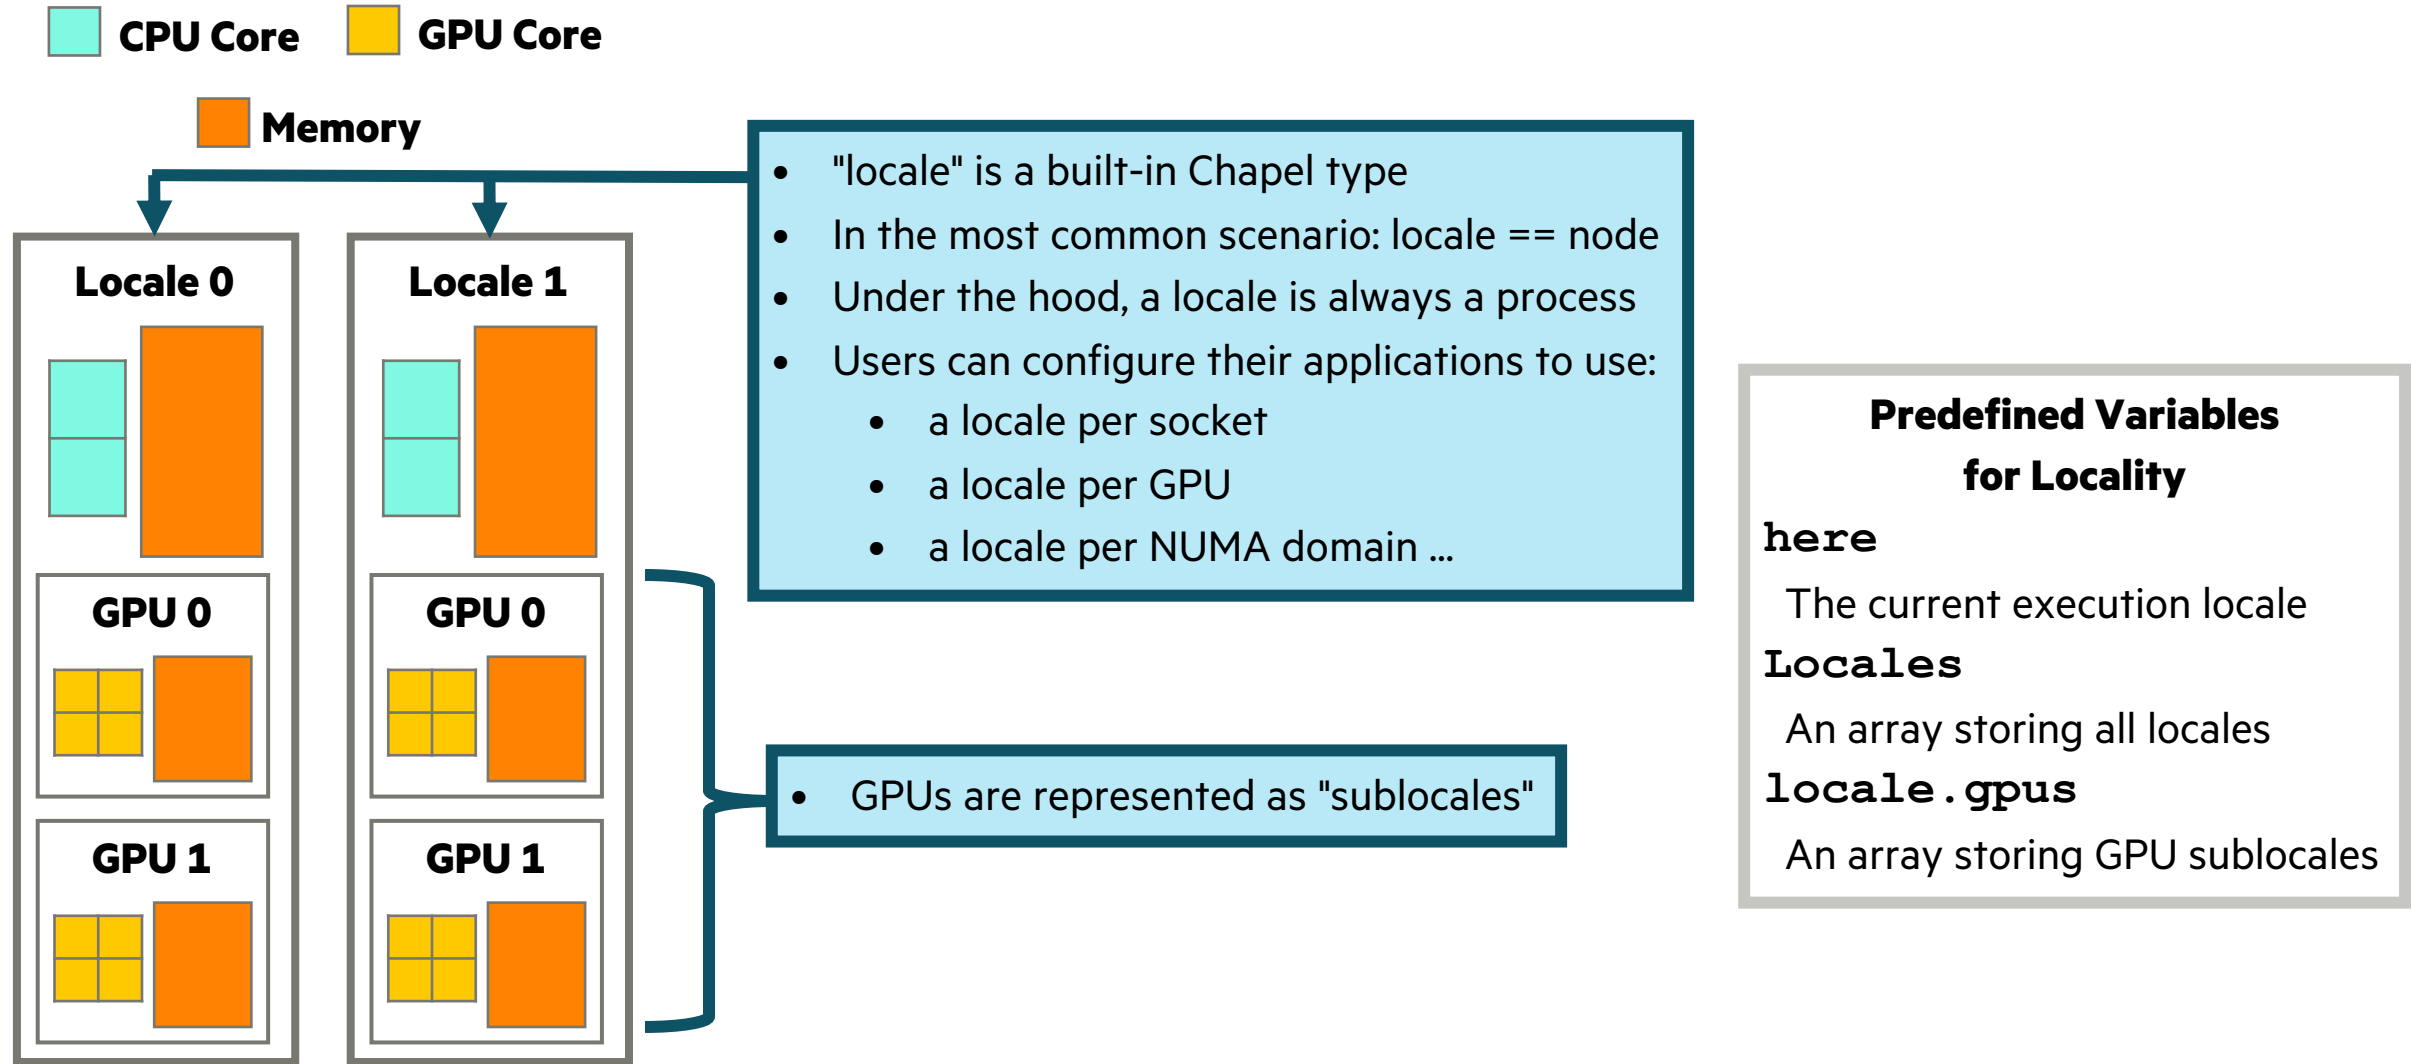 CPU Core
GPU Core
Memory
• "locale" is a built-in Chapel type
• In the most common scenario: locale == node
• Under the hood, a locale is always a process
• Users can configure their applications to use:
• a locale per socket
• a locale per GPU
• a locale per NUMA domain ...
Locale 0
GPU 0
GPU 1
Locale 1
GPU 0
GPU 1
• GPUs are represented as "sublocales"
Predefined Variables
for Locality
here
The current execution locale
Locales
An array storing all locales
locale.gpus
An array storing GPU sublocales